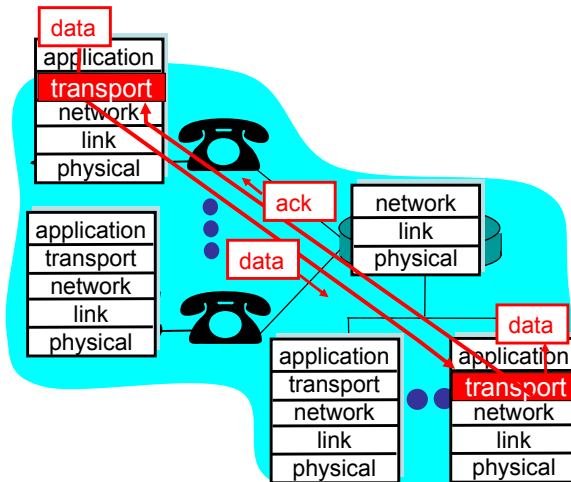 data
application
transport
network
link
physical
ack
network
link
physical
application
transport
network
link
physical
data
data
application
transport
network
link
physical
application
transport
network
link
physical